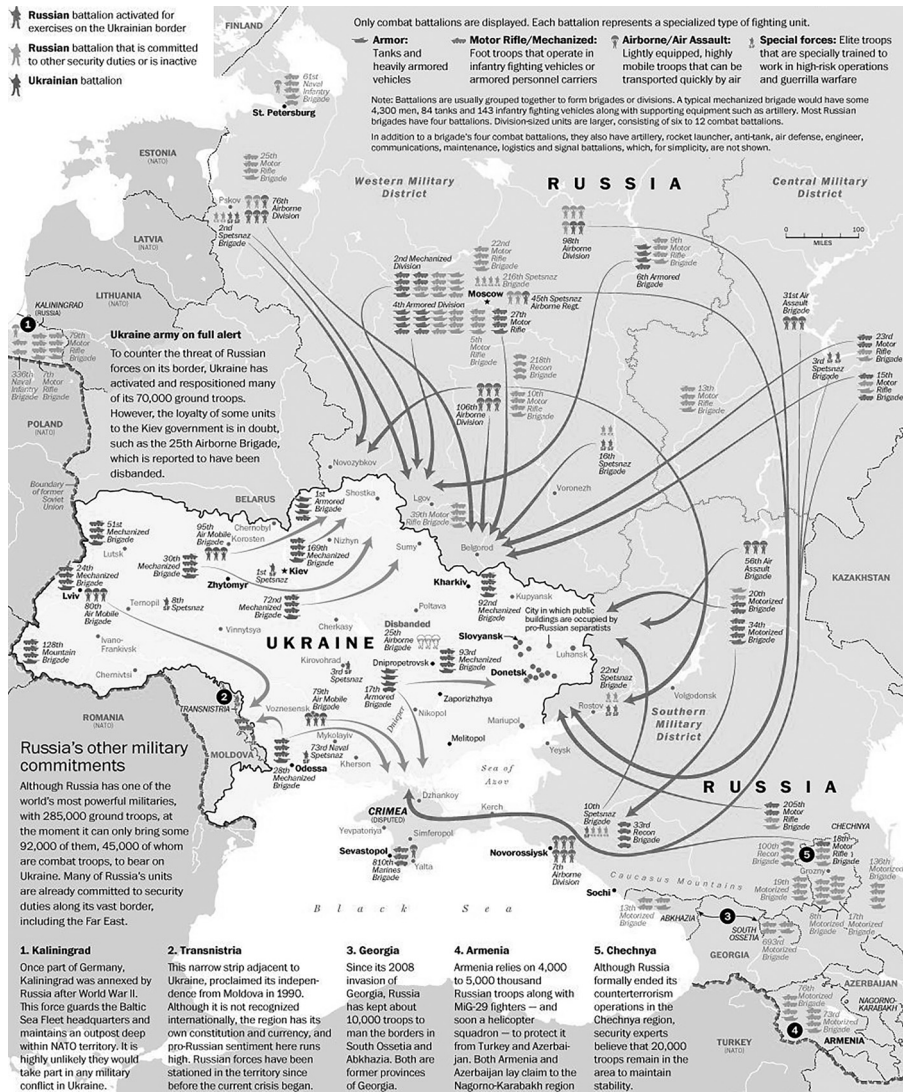 Russian battalion activated for
exercises on the Ukrainian border
Russian battalion that is committed
to other security duties or is inactive
Ukrainian battalion
Only combat battalions are displayed. Each battalion represents a specialized type of fighting unit.
Armor:
Tanks and
heavily armored
vehicles
Motor Rifle/Mechanized:
Foot troops that operate in
infantry fighting vehicles or
armored personnel carriers
Airborne/Air Assault:
Lightly equipped, highly
mobile troops that can be
transported quickly by air
Special forces: Elite troops
that are specially trained to
work in high-risk operations
and guerrilla warfare
Note: Battalions are usually grouped together to form brigades or divisions. A typical mechanized brigade would have some
4,300 men, 84 tanks and 143 infantry fighting vehicles along with supporting equipment such as artillery. Most Russian
brigades have four battalions. Division-sized units are larger, consisting of six to 12 combat battalions.
In addition to a brigade's four combat battalions, they also have artillery, rocket launcher, anti-tank, air defense, engineer,
communications, maintenance, logistics and signal battalions, which, for simplicity, are not shown.
FINLAND
61st
Naval
Infantry
Brigade
St. Petersburg
ESTONIA
(NATO)
25th
Motor
Rifle
Brigade
Pskov
76th
Airborne
Division
2nd
Spetsnaz
Brigade
LATVIA
(NATO)
LITHUANIA
(NATO)
KALININGRAD
(RUSSIA)
1
79th
Motor
Rifle
Brigade
336th
Naval
Infantry
Brigade
7th
Motor
Rifle
Brigade
POLAND
(NATO)
Boundary
of former
Soviet
Union
BELARUS
Western Military
District
RUSSIA
Central Military
District
100
MILES
98th
Airborne
Division
9th
Motor
Rifle
Brigade
6th Armored
Brigade
2nd Mechanized
Division
22nd
Motor
Rifle
Brigade
216th Spetsnaz
Brigade
Moscow
45th Spetsnaz
Airborne Regt.
4th Armored Division
27th
Motor
Rifle
5th
Motor
Rifle
Brigade
218th
Recon
Brigade
10th
Motor
Rifle
Brigade
106th
Airborne
Division
31st Air
Assault
Brigade
3rd
Spetsnaz
Brigade
23rd
Motor
Rifle
Brigade
15th
Motor
Rifle
Brigade
13th
Motor
Rifle
Brigade
16th
Spetsnaz
Brigade
Voronezh
Ukraine army on full alert
To counter the threat of Russian
forces on its border, Ukraine has
activated and respositioned many
of its 70,000 ground troops.
However, the loyalty of some units
to the Kiev government is in doubt,
such as the 25th Airborne Brigade,
which is reported to have been
disbanded.
Novozybkov
Lgov
39th Motor
Rifle Brigade
Belgorod
1st
Armored
Brigade
Shostka
51st
Mechanized
Brigade
Lutsk
95th
Air Mobile
Brigade
Chernobyl
Korosten
Nizhyn
Sumy
169th
Mechanized
Brigade
30th
Mechanized
Brigade
Zhytomyr
1st
Spetsnaz
Kiev
24th
Mechanized
Brigade
Lviv
80th
Air Mobile
Brigade
Ternopil
8th
Spetsnaz
72nd
Mechanized
Brigade
Kharkiv
92nd
Mechanized
Brigade
Kupyansk
Poltava
City in which public
buildings are occupied by
pro-Russian separatists
Vinnytsya
Cherkasy
UKRAINE
Disbanded
25th
Airborne
Brigade
Slovyansk
Luhansk
128th
Mountain
Brigade
Ivano-
Frankivsk
Chernivtsi
Kirovohrad
3rd
Spetsnaz
Dnipropetrovsk
93rd
Mechanized
Brigade
Donetsk
17th
Armored
Brigade
Zaporizhzhya
79th
Air Mobile
Brigade
Voznesensk
Dnieper
Nikopol
Mariupol
Mykolayiv
Melitopol
73rd Naval
Spetsnaz
Kherson
Odessa
28th
Mechanized
Brigade
2
TRANSNISTRIA
MOLDOVA
ROMANIA
(NATO)
Sea of
Azov
Yeysk
Dzhankoy
Kerch
CRIMEA
(DISPUTED)
Yevpatoriya
Simferopol
Sevastopol
810th
Marines
Brigade
Yalta
56th Air
Assault
Brigade
20th
Motorized
Brigade
34th
Motorized
Brigade
KAZAKHSTAN
22nd
Spetsnaz
Brigade
Rostov
Volgodonsk
Southern
Military
District
RUSSIA
10th
Spetsnaz
Brigade
33rd
Recon
Brigade
Novorossiysk
7th
Airborne
Division
205th
Motor
Rifle
Brigade
CHECHNYA
100th
Recon
Brigade
18th
Motor
Rifle
Brigade
5
Grozny
136th
Motorized
Brigade
19th
Motorized
Brigade
8th
Motorized
Brigade
17th
Motorized
Brigade
Caucasus Mountains
Sochi
13th
Motorized
Brigade
ABKHAZIA
3
SOUTH
OSSETIA
693rd
Motorized
Brigade
GEORGIA
Black Sea
76th
Motorized
Brigade
73rd
Motorized
Brigade
4
ARMENIA
AZERBAIJAN
NAGORNO-
KARABAKH
TURKEY
(NATO)
Russia's other military
commitments
Although Russia has one of the
world's most powerful militaries,
with 285,000 ground troops, at
the moment it can only bring some
92,000 of them, 45,000 of whom
are combat troops, to bear on
Ukraine. Many of Russia's units
are already committed to security
duties along its vast border,
including the Far East.
1. Kaliningrad
Once part of Germany,
Kaliningrad was annexed by
Russia after World War II.
This force guards the Baltic
Sea Fleet headquarters and
maintains an outpost deep
within NATO territory. It is
highly unlikely they would
take part in any military
conflict in Ukraine.
2. Transnistria
This narrow strip adjacent to
Ukraine, proclaimed its indepen-
dence from Moldova in 1990.
Although it is not recognized
internationally, the region has its
own constitution and currency, and
pro-Russian sentiment here runs
high. Russian forces have been
stationed in the territory since
before the current crisis began.
3. Georgia
Since its 2008
invasion of
Georgia, Russia
has kept about
10,000 troops to
man the borders in
South Ossetia and
Abkhazia. Both are
former provinces
of Georgia.
4. Armenia
Armenia relies on 4,000
to 5,000 thousand
Russian troops along with
MiG-29 fighters — and
soon a helicopter
squadron — to protect it
from Turkey and Azerbai-
jan. Both Armenia and
Azerbaijan lay claim to the
Nagorno-Karabakh region
5. Chechnya
Although Russia
formally ended its
counterterrorism
operations in the
Chechnya region,
security experts
believe that 20,000
troops remain in the
area to maintain
stability.